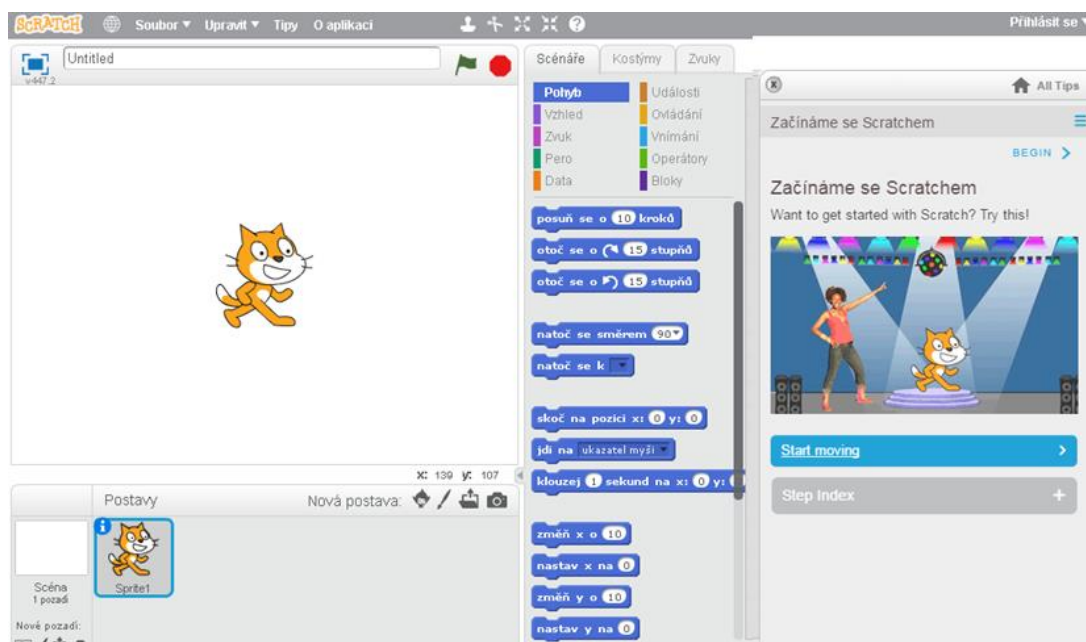 SCRATCH Soubor Upravit Tipy O aplikaci Přihlásit se
Untitled
v447.2
X: 139 y: 107
Postavy Nová postava:
Scéna
1 pozadí
Nové pozadí:
Sprite1
Scénáře Kostýmy Zvuky
Pohyb Události
Vzhled Ovládání
Zvuk Vnímání
Pero Operátory
Data Bloky
posuň se o 10 kroků
otoč se o 15 stupňů
otoč se o 15 stupňů
natoč se směrem 90
natoč se k
skoč na pozici x: 0 y: 0
jdi na ukazatel myši
klouzej 1 sekund na x: 0 y:
změň x o 10
nastav x na 0
změň y o 10
nastav y na 0
All Tips
Začínáme se Scratchem
BEGIN
Začínáme se Scratchem
Want to get started with Scratch? Try this!
Start moving
Step Index